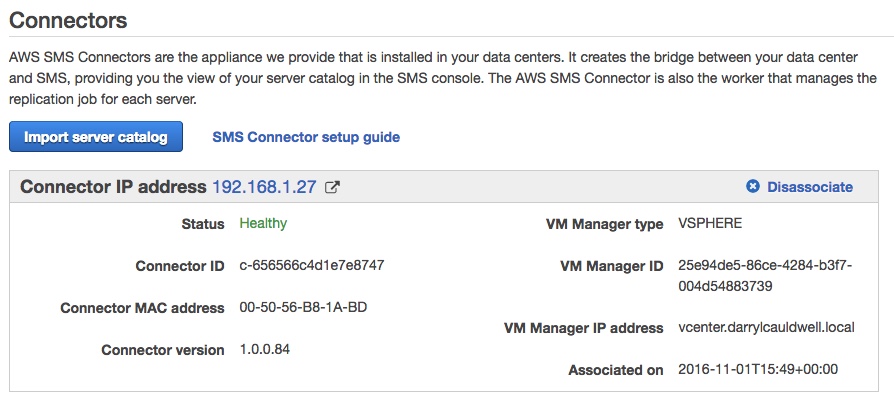 Connectors
AWS SMS Connectors are the appliance we provide that is installed in your data centers. It creates the bridge between your data center
and SMS, providing you the view of your server catalog in the SMS console. The AWS SMS Connector is also the worker that manages the
replication job for each server.
Import server catalog SMS Connector setup guide
Connector IP address 192.168.1.27 Disassociate
Status Healthy
Connector ID c-656566c4d1e7e8747
Connector MAC address 00-50-56-B8-1A-BD
Connector version 1.0.0.84
VM Manager type VSPHERE
VM Manager ID 25e94de5-86ce-4284-b3f7-
004d54883739
VM Manager IP address vcenter.darrylcauldwell.local
Associated on 2016-11-01T15:49+00:00